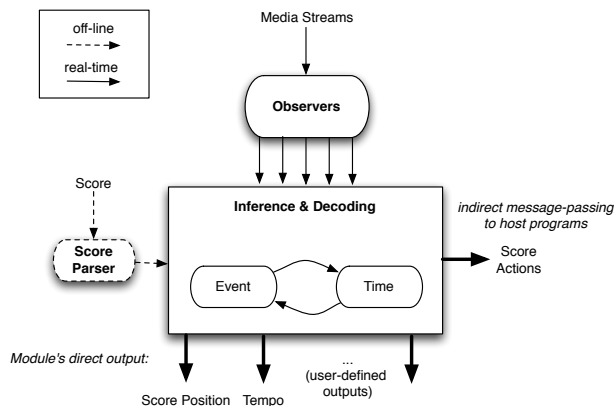 off-line
real-time
Media Streams
Observers
Score
Score
Parser
Inference & Decoding
Event
Time
indirect message-passing
to host programs
Score
Actions
Module's direct output:
Score Position
Tempo
...
(user-defined
outputs)